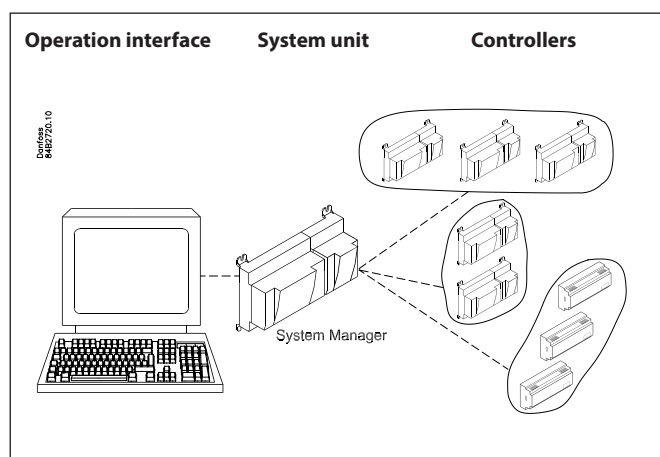 Operation interface
System unit
Controllers
Danfoss
84B2720.10
System Manager